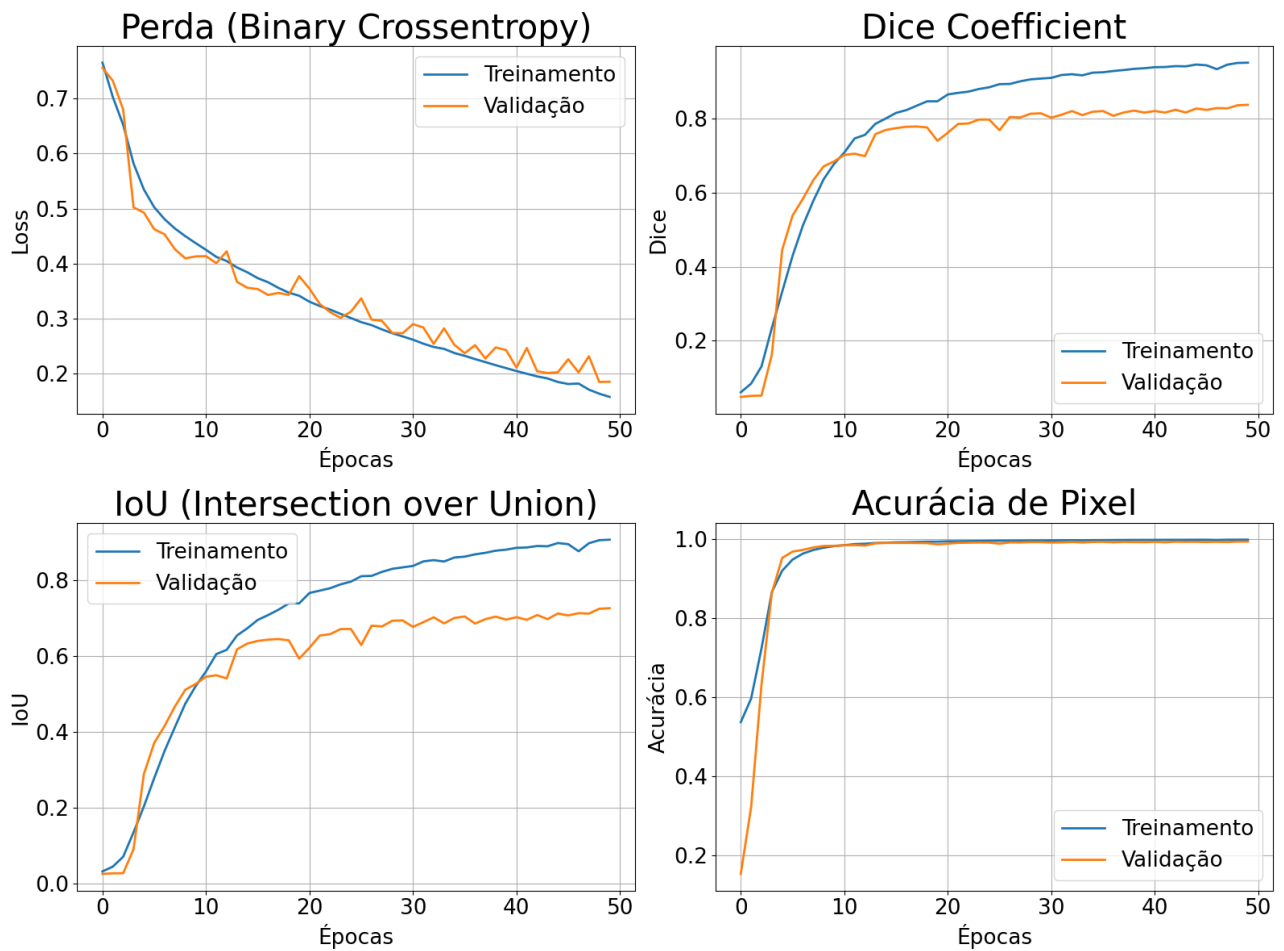 Perda (Binary Crossentropy)
Treinamento
Validação
0.7
0.6
0.5
0.4
0.3
0.2
Loss
0 10 20 30 40 50
Épocas
Dice Coefficient
0.8
0.6
0.4
0.2
Dice
Treinamento
Validação
0 10 20 30 40 50
Épocas
IoU (Intersection over Union)
Treinamento
Validação
0.8
0.6
0.4
0.2
0.0
IoU
0 10 20 30 40 50
Épocas
Acurácia de Pixel
1.0
0.8
0.6
0.4
0.2
Acurácia
Treinamento
Validação
0 10 20 30 40 50
Épocas